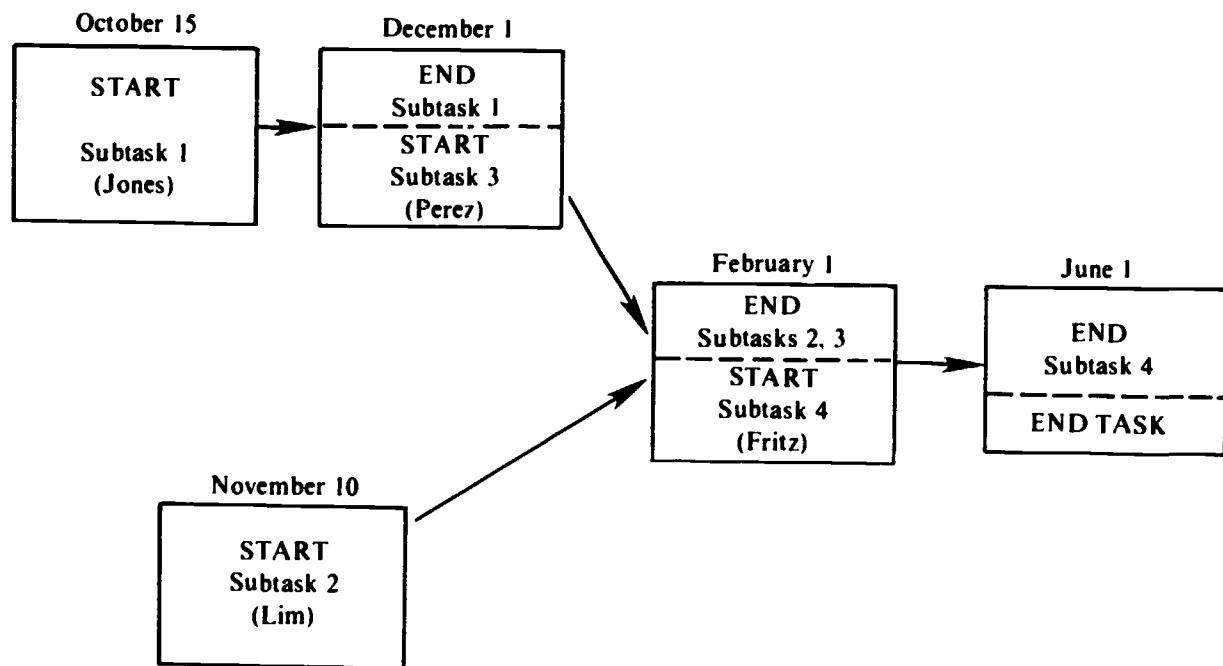 October 15
START
Subtask 1
(Jones)
December 1
END
Subtask 1
START
Subtask 3
(Perez)
February 1
END
Subtasks 2, 3
START
Subtask 4
(Fritz)
June 1
END
Subtask 4
END TASK
November 10
START
Subtask 2
(Lim)